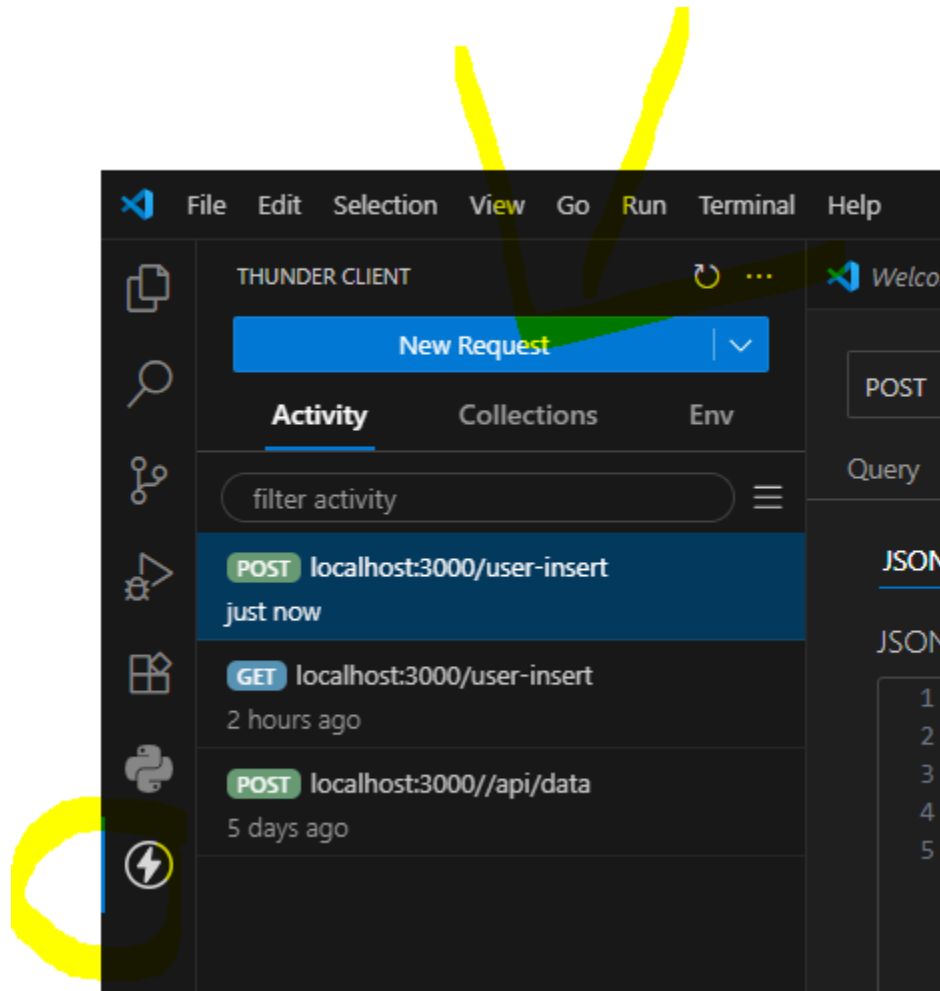 File Edit Selection View Go Run Terminal Help
THUNDER CLIENT
Welco
New Request
POST
Activity Collections Env
Query
filter activity
POST localhost:3000/user-insert
just now
JSON
JSON
GET localhost:3000/user-insert
2 hours ago
1
2
3
4
5
POST localhost:3000//api/data
5 days ago